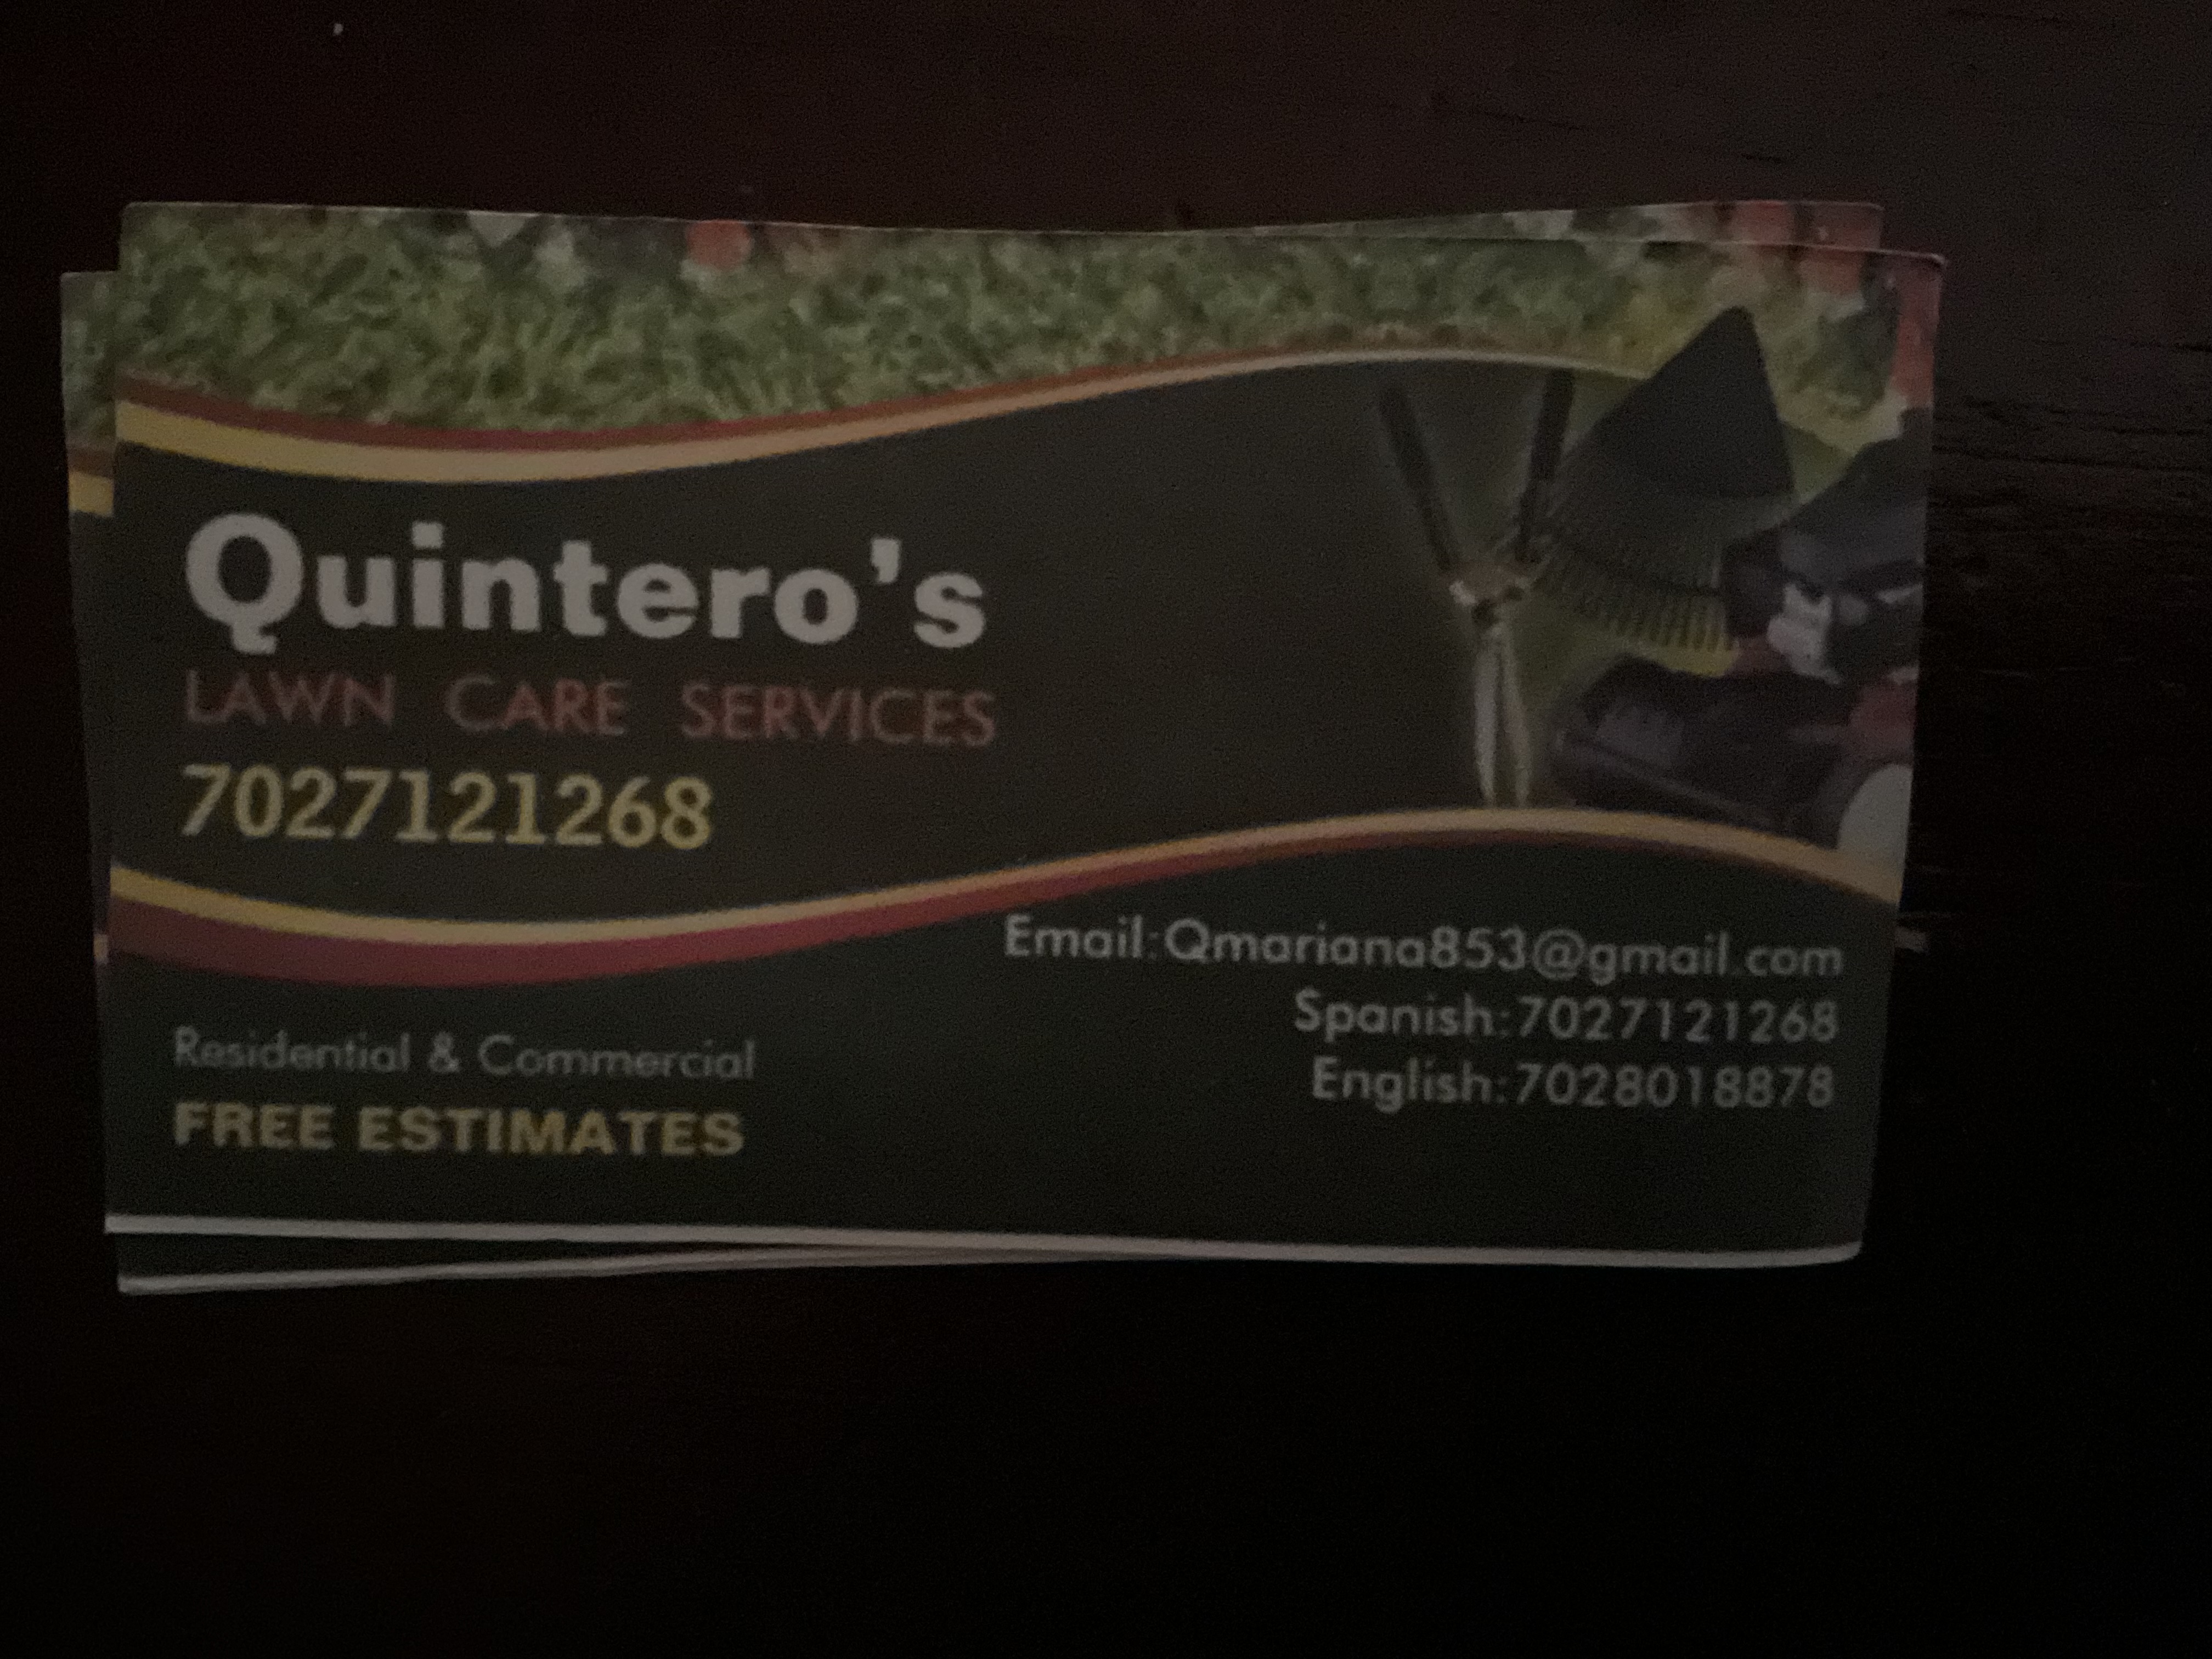 Quintero's
LAWN CARE SERVICES
7027121268
Email:Qmariana853@gmail.com
Spanish:7027121268
English:7028018878
Residential & Commercial
FREE ESTIMATES